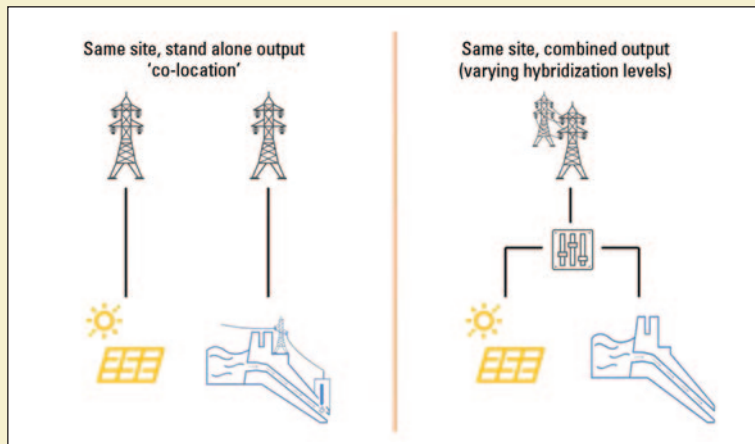 Same site, stand alone output
‘co-location’
Same site, combined output
(varying hybridization levels)